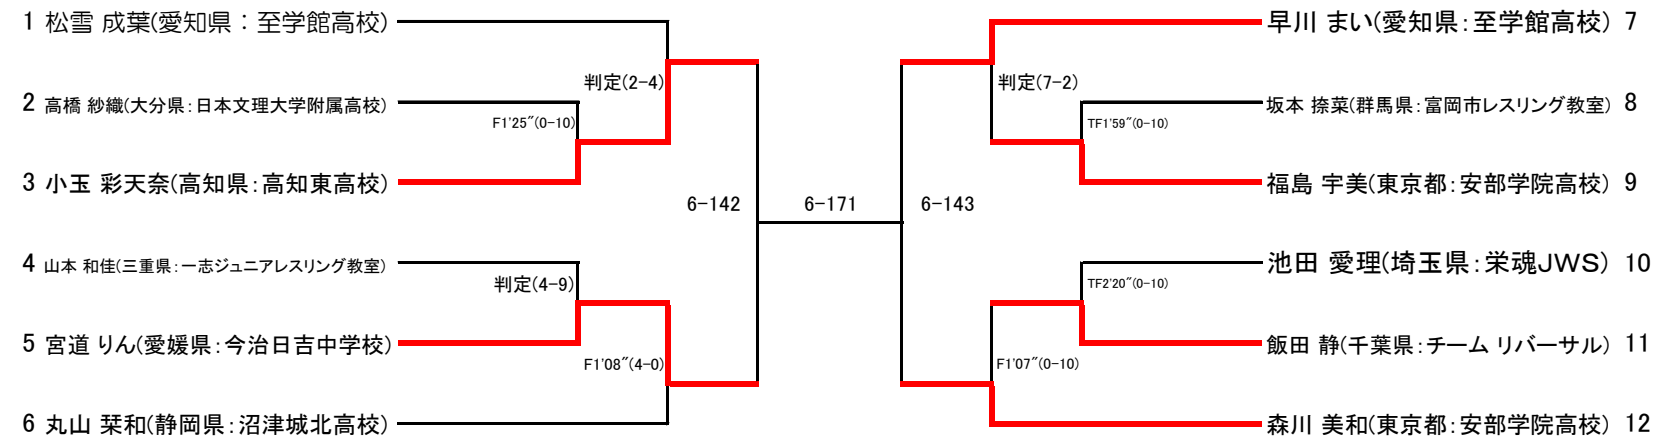 1 松雪 成葉(愛知県：至学館高校)
判定(2-4)
2 高橋 紗織(大分県：日本文理大学附属高校)
F1'25"(0-10)
3 小玉 彩天奈(高知県：高知東高校)
6-142
4 山本 和佳(三重県：一志ジュニアレスリング教室)
判定(4-9)
5 宮道 りん(愛媛県：今治日吉中学校)
F1'08"(4-0)
6 丸山 栞和(静岡県：沼津城北高校)
6-171
早川 まい(愛知県：至学館高校) 7
判定(7-2)
坂本 捺菜(群馬県：富岡市レスリング教室) 8
TF1'59"(0-10)
福島 宇美(東京都：安部学院高校) 9
6-143
池田 愛理(埼玉県：栄魂JWS) 10
TF2'20"(0-10)
飯田 静(千葉県：チーム リバーサル) 11
F1'07"(0-10)
森川 美和(東京都：安部学院高校) 12